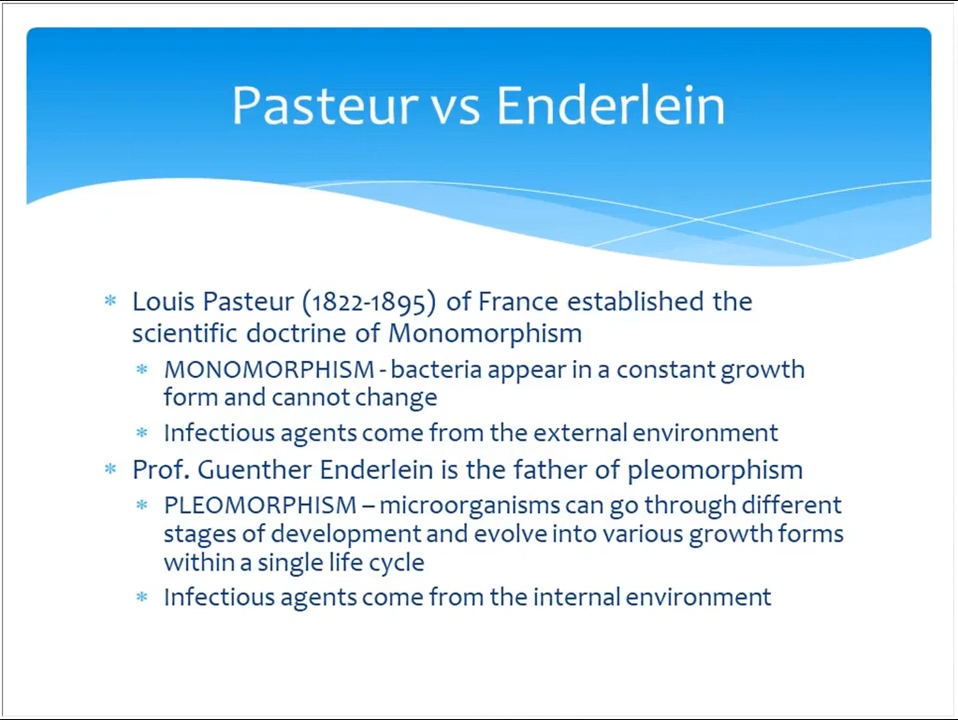 Pasteur vs Enderlein
* Louis Pasteur (1822-1895) of France established the
scientific doctrine of Monomorphism
* MONOMORPHISM - bacteria appear in a constant growth
form and cannot change
* Infectious agents come from the external environment
* Prof. Guenther Enderlein is the father of pleomorphism
* PLEOMORPHISM – microorganisms can go through different
stages of development and evolve into various growth forms
within a single life cycle
* Infectious agents come from the internal environment